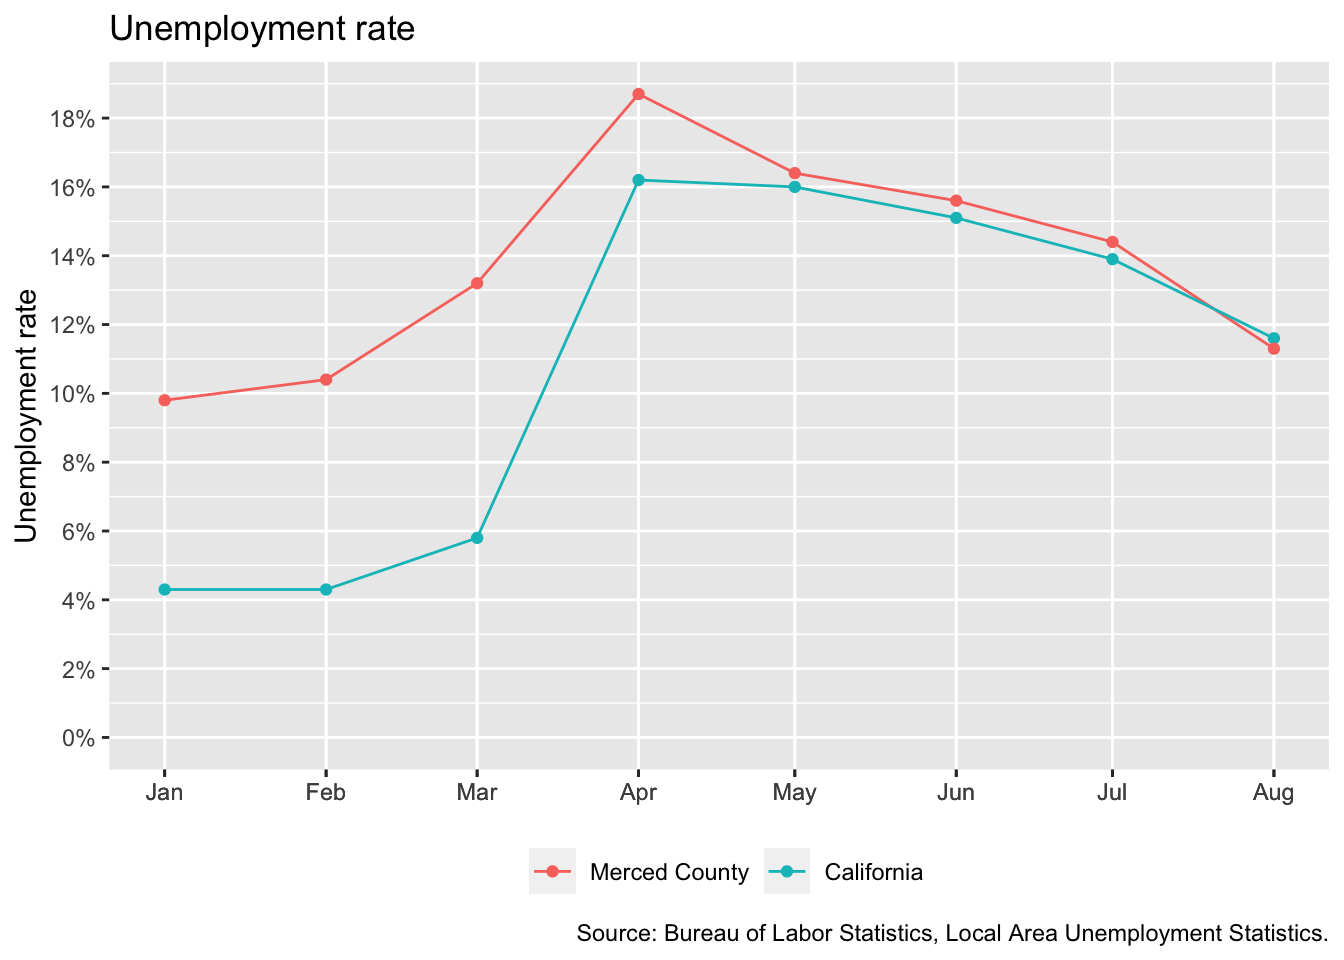 Unemployment rate
Unemployment rate
18%
16%
14%
12%
10%
8%
6%
4%
2%
0%
Jan Feb Mar Apr May Jun Jul Aug
Merced County California
Source: Bureau of Labor Statistics, Local Area Unemployment Statistics.